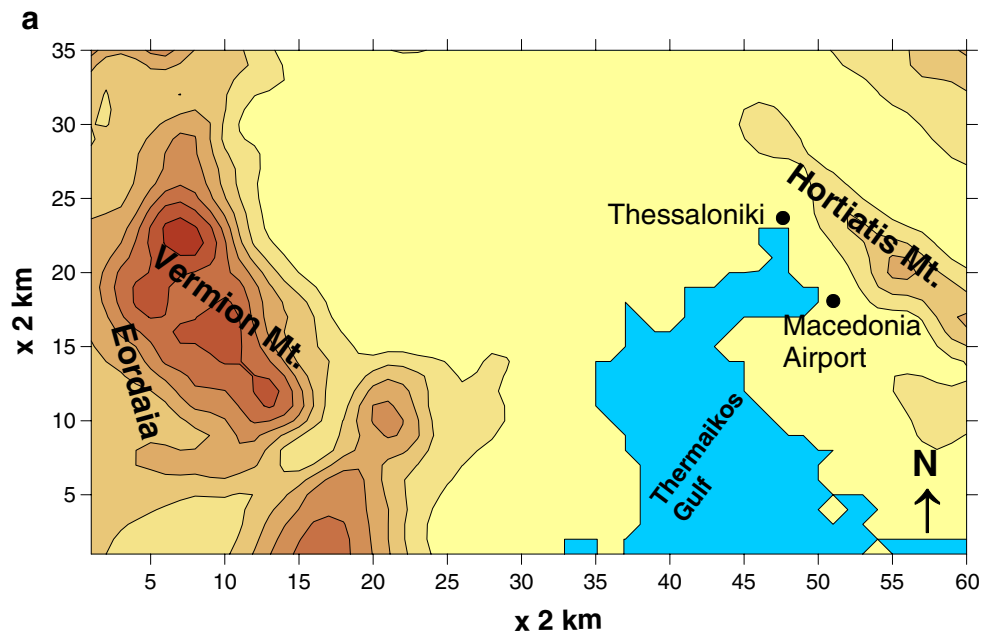 a
35
30
25
20
15
10
5
x 2 km
Thessaloniki
Hortiatis Mt.
Vermion Mt.
Macedonia
Airport
Eordaia
Thermaikos
Gulf
N
5
10
15
20
25
30
35
40
45
50
55
60
x 2 km